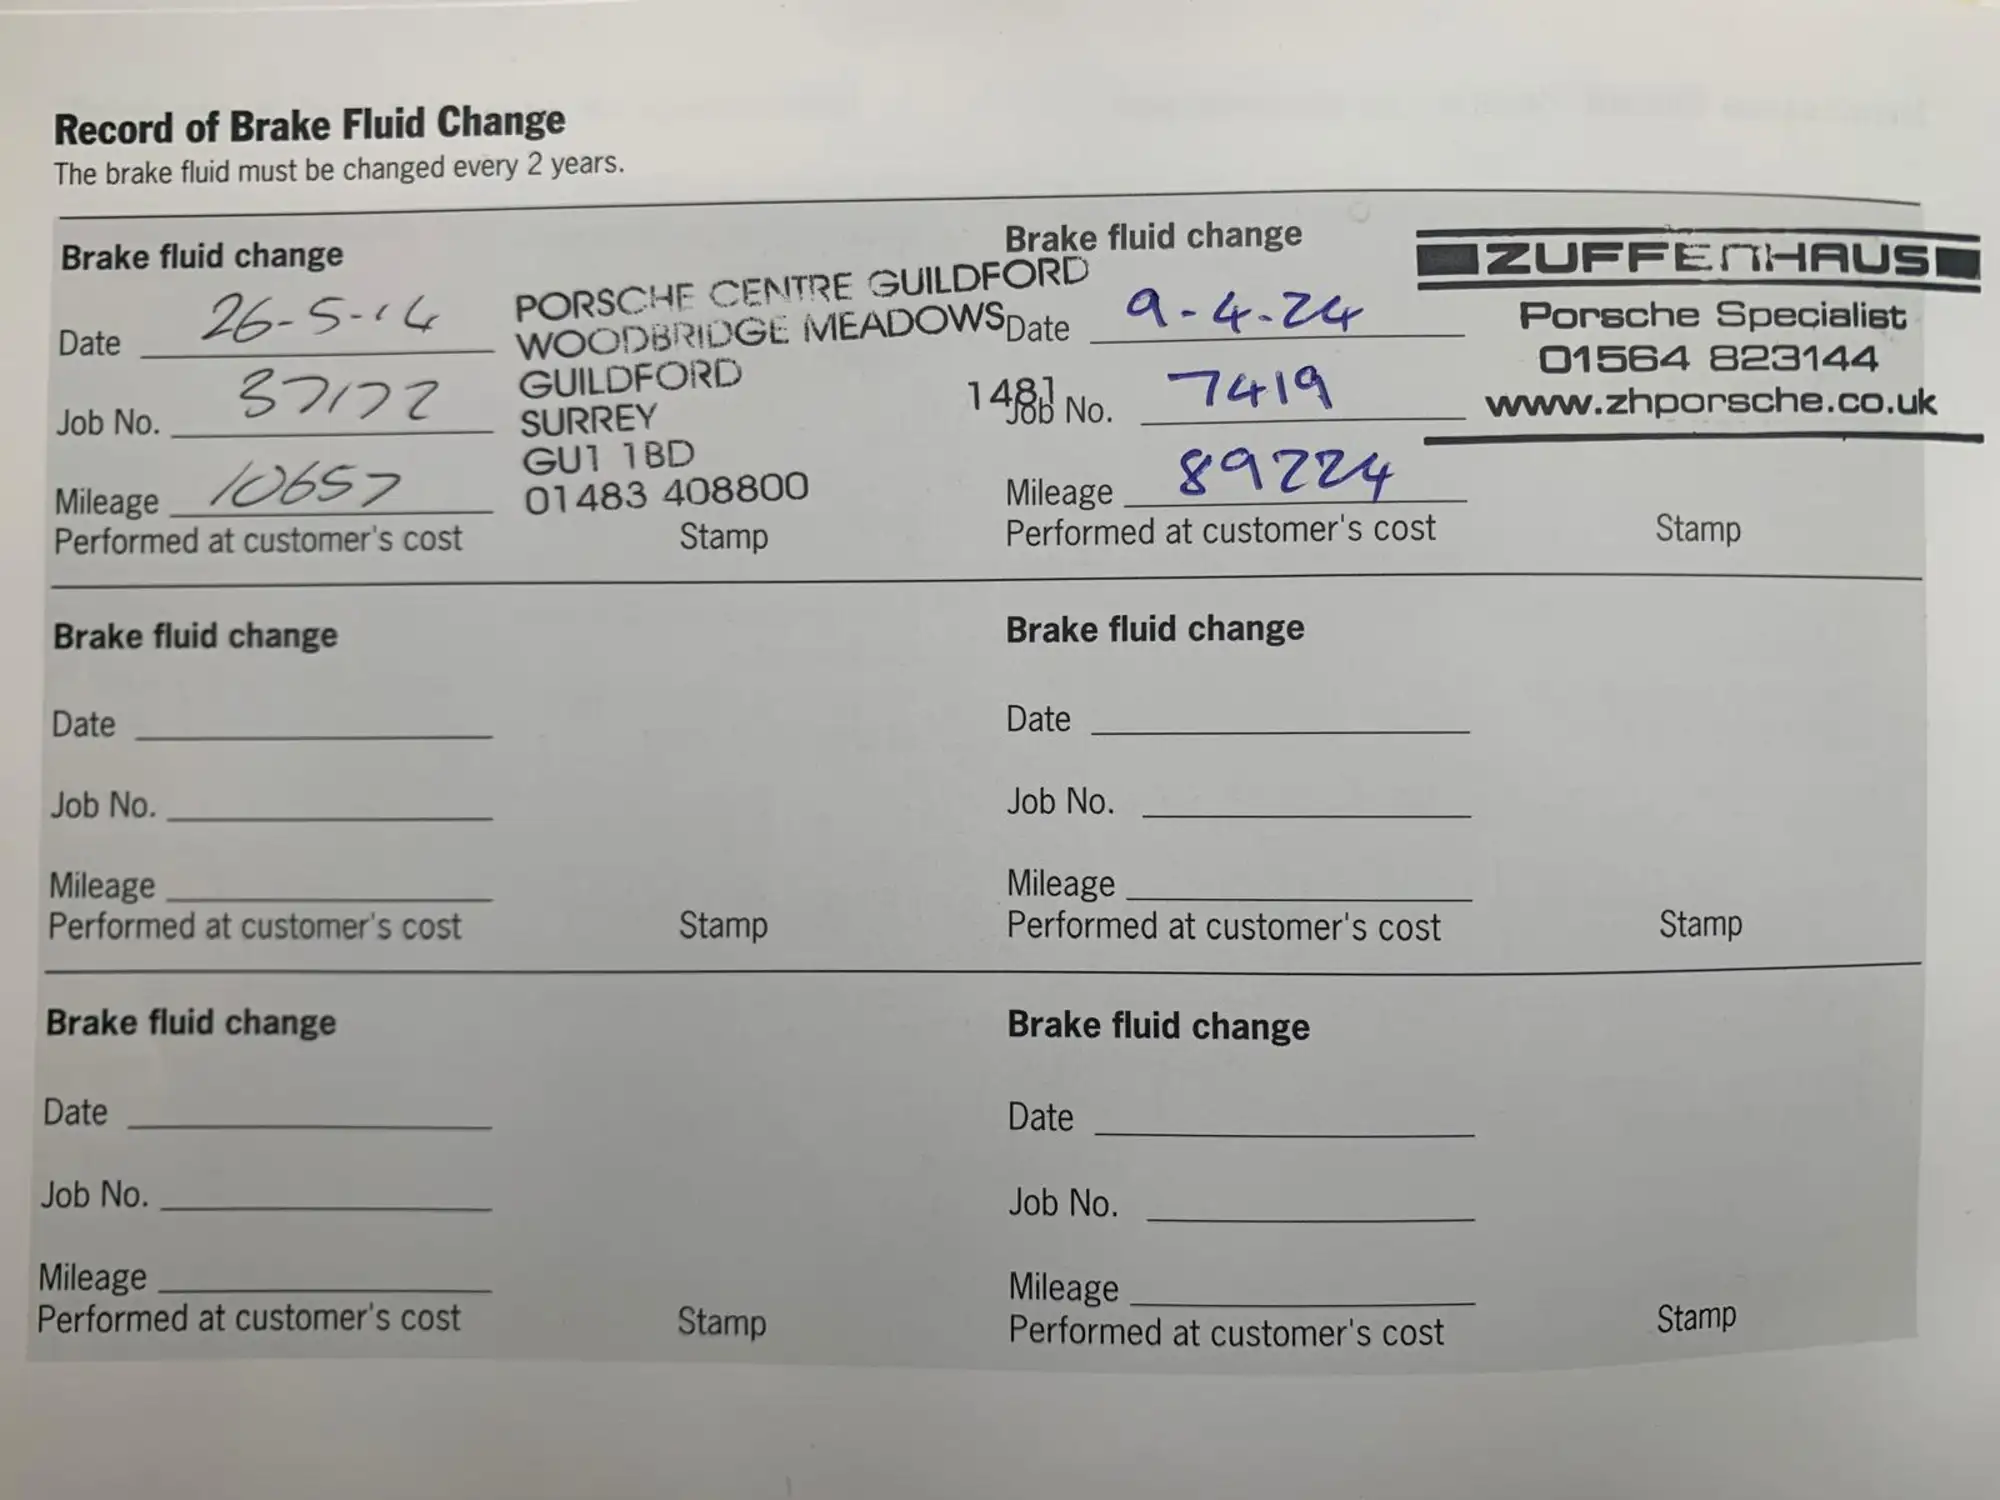 Record of Brake Fluid Change
The brake fluid must be changed every 2 years.
Brake fluid change
Date 26-5-14
Job No. 37172
Mileage 10657
Performed at customer's cost
PORSCHE CENTRE GUILDFORD
WOODBRIDGE MEADOWS
GUILDFORD
SURREY
GU1 1BD
01483 408800
1481
Stamp
Brake fluid change
Date 9-4-24
Job No. 7419
Mileage 89224
Performed at customer's cost
ZUFFENHAUS
Porsche Specialist
01564 823144
www.zhporsche.co.uk
Stamp
Brake fluid change
Date
Job No.
Mileage
Performed at customer's cost
Stamp
Brake fluid change
Date
Job No.
Mileage
Performed at customer's cost
Stamp
Brake fluid change
Date
Job No.
Mileage
Performed at customer's cost
Stamp
Brake fluid change
Date
Job No.
Mileage
Performed at customer's cost
Stamp